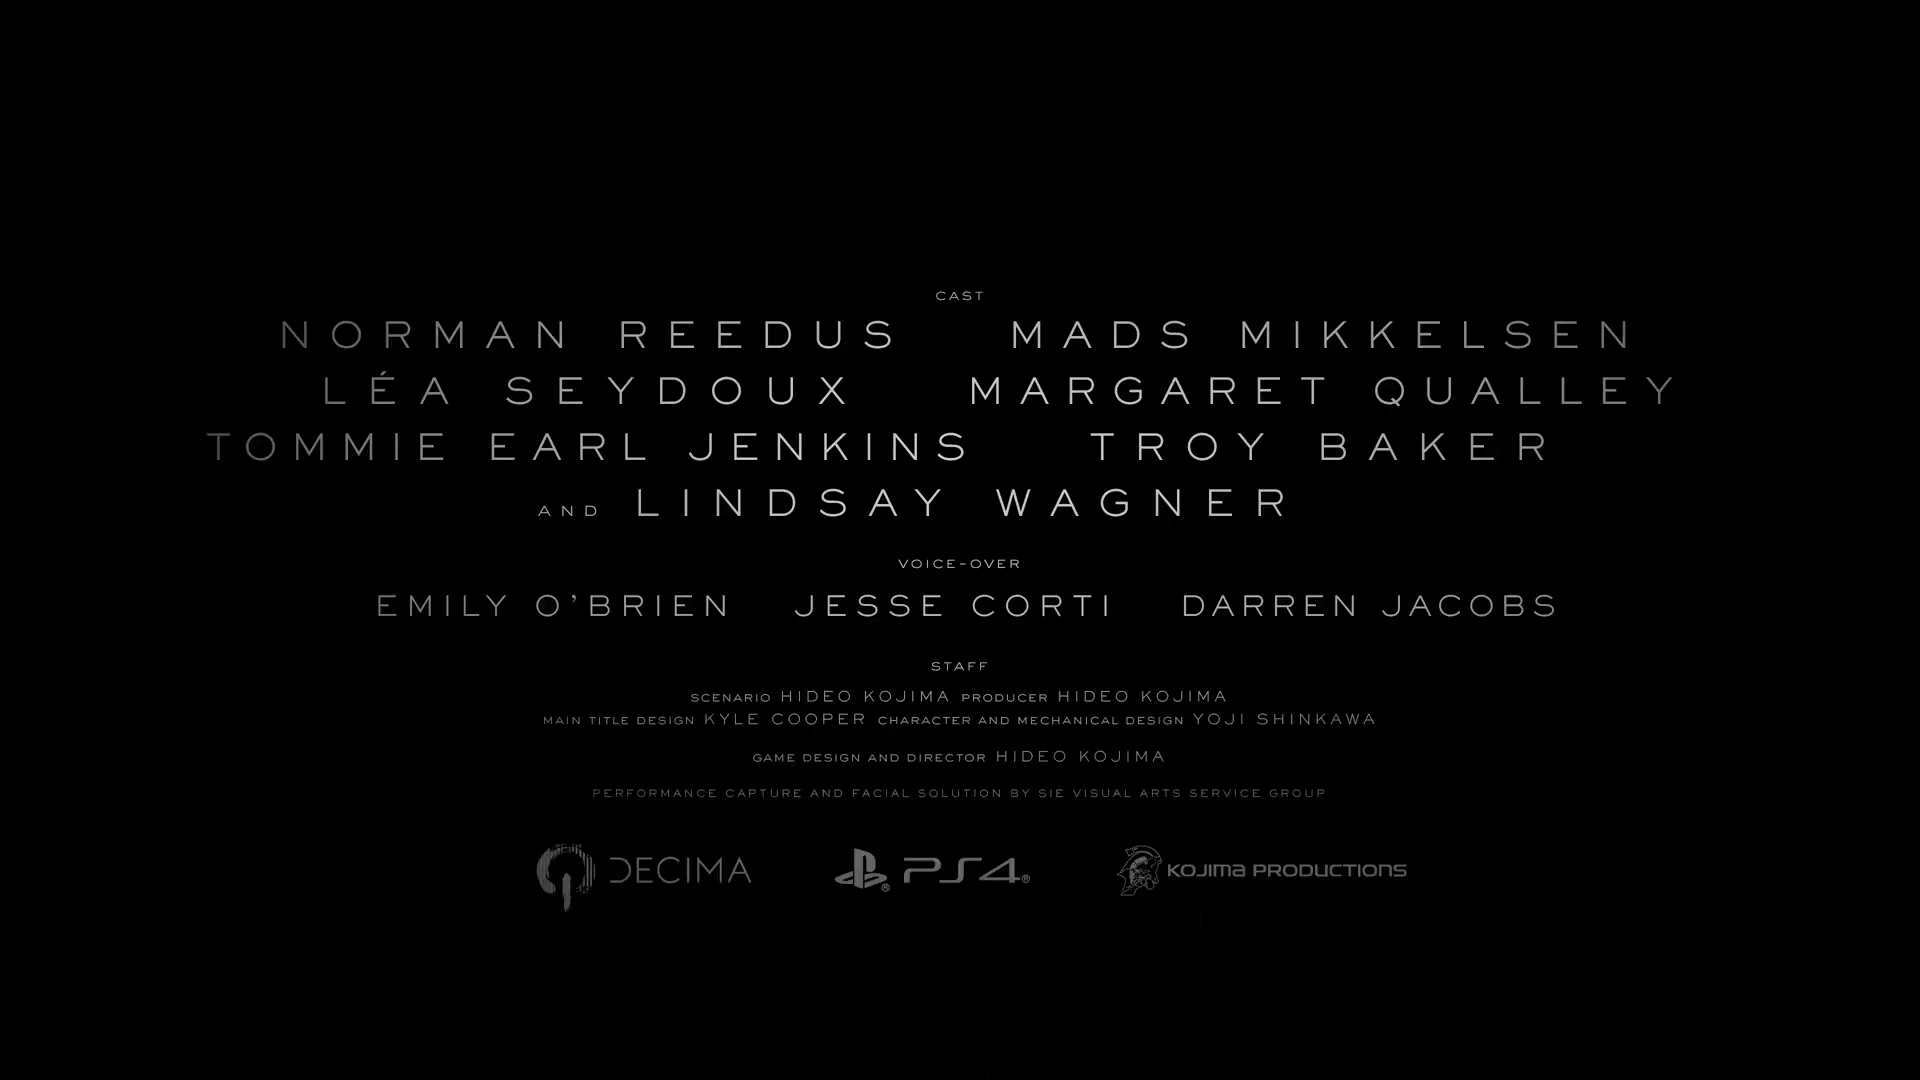 CAST
NORMAN REEDUS MADS MIKKELSEN
LÉA SEYDOUX MARGARET QUALLEY
TOMMIE EARL JENKINS TROY BAKER
AND LINDSAY WAGNER
VOICE-OVER
EMILY O’BRIEN JESSE CORTI DARREN JACOBS
STAFF
SCENARIO HIDEO KOJIMA PRODUCER HIDEO KOJIMA
MAIN TITLE DESIGN KYLE COOPER CHARACTER AND MECHANICAL DESIGN YOJI SHINKAWA
GAME DESIGN AND DIRECTOR HIDEO KOJIMA
PERFORMANCE CAPTURE AND FACIAL SOLUTION BY SIE VISUAL ARTS SERVICE GROUP
DECIMA ® PS4® KOJIMA PRODUCTIONS